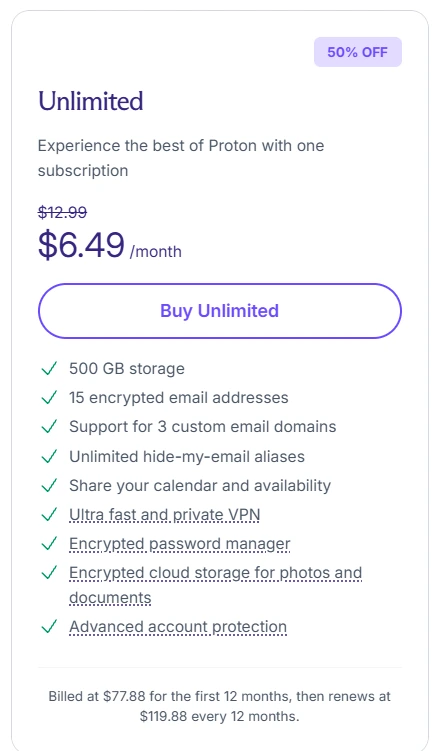 50% OFF
Unlimited
Experience the best of Proton with one
subscription
$12.99
$6.49 /month
Buy Unlimited
500 GB storage
15 encrypted email addresses
Support for 3 custom email domains
Unlimited hide-my-email aliases
Share your calendar and availability
Ultra fast and private VPN
Encrypted password manager
Encrypted cloud storage for photos and
documents
Advanced account protection
Billed at $77.88 for the first 12 months, then renews at
$119.88 every 12 months.